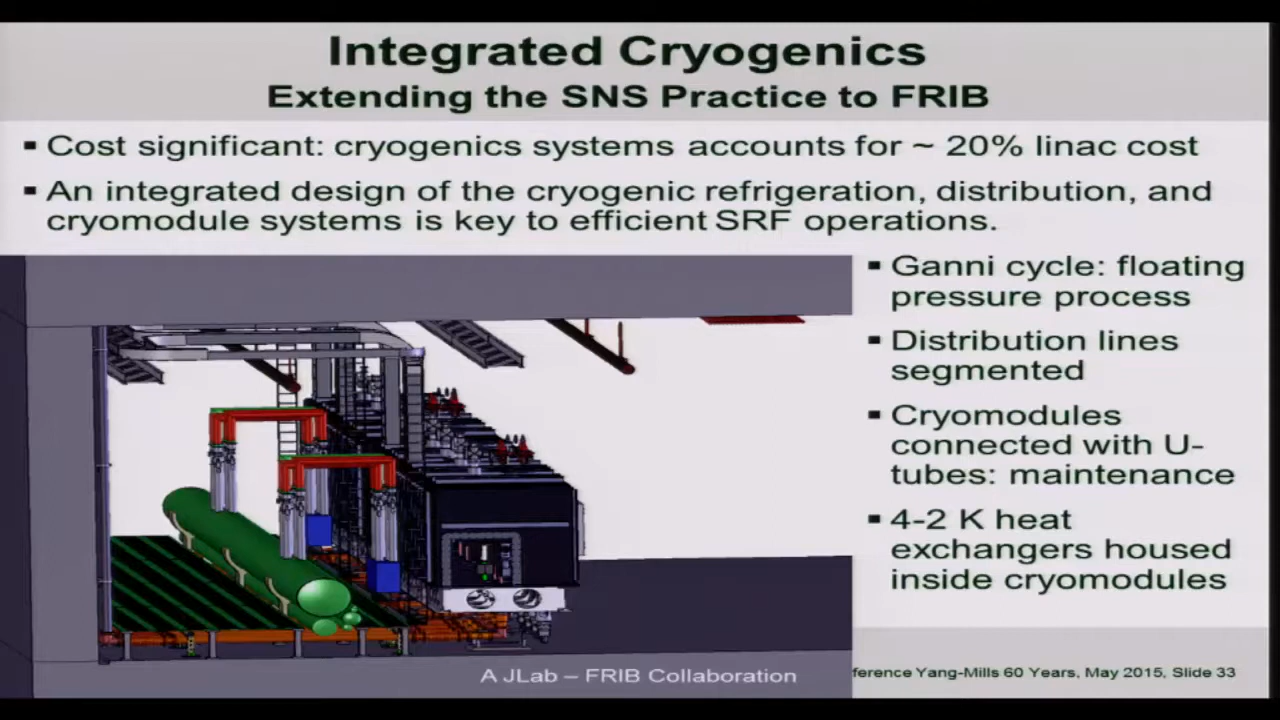 Integrated Cryogenics
Extending the SNS Practice to FRIB
▪ Cost significant: cryogenics systems accounts for ~ 20% linac cost
▪ An integrated design of the cryogenic refrigeration, distribution, and
cryomodule systems is key to efficient SRF operations.
▪ Ganni cycle: floating
pressure process
▪ Distribution lines
segmented
▪ Cryomodules
connected with U-
tubes: maintenance
▪ 4-2 K heat
exchangers housed
inside cryomodules
A JLab – FRIB Collaboration
ference Yang-Mills 60 Years, May 2015, Slide 33